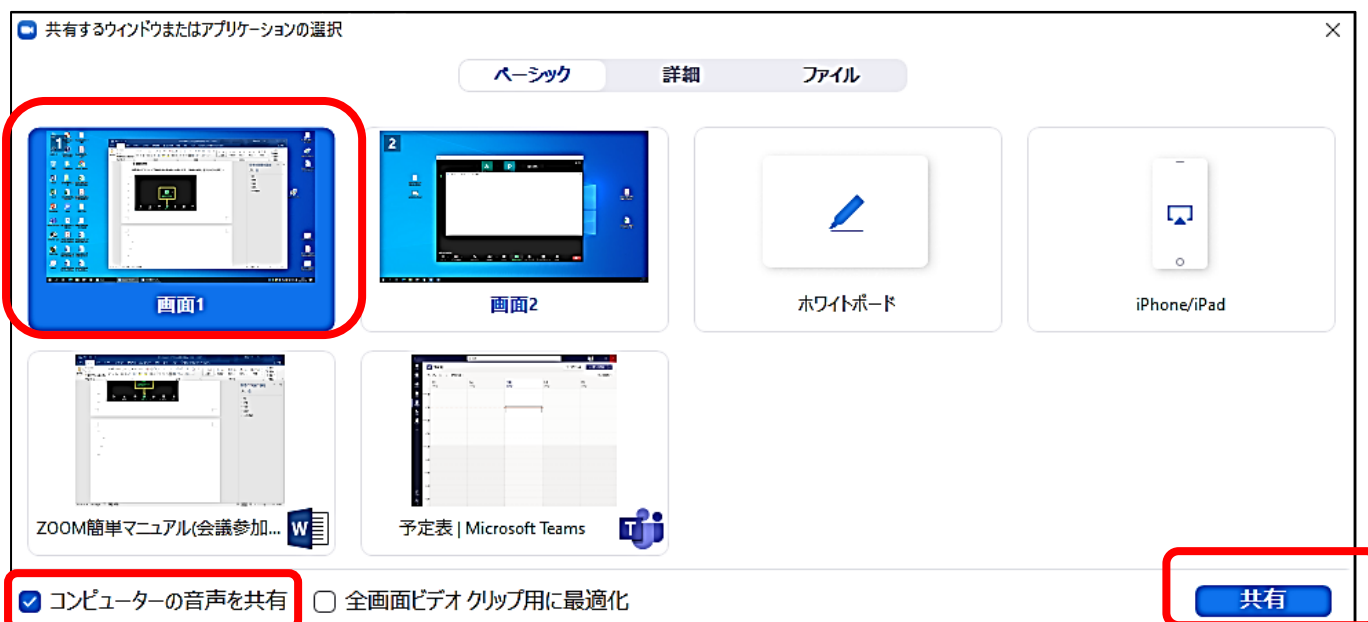 共有するウィンドウまたはアプリケーションの選択
ベーシック 詳細 ファイル
1
2
画面1
画面2
ホワイトボード
iPhone/iPad
ZOOM簡単マニュアル(会議参加...
W
予定表 | Microsoft Teams
T
コンピューターの音声を共有
全画面ビデオ クリップ用に最適化
共有